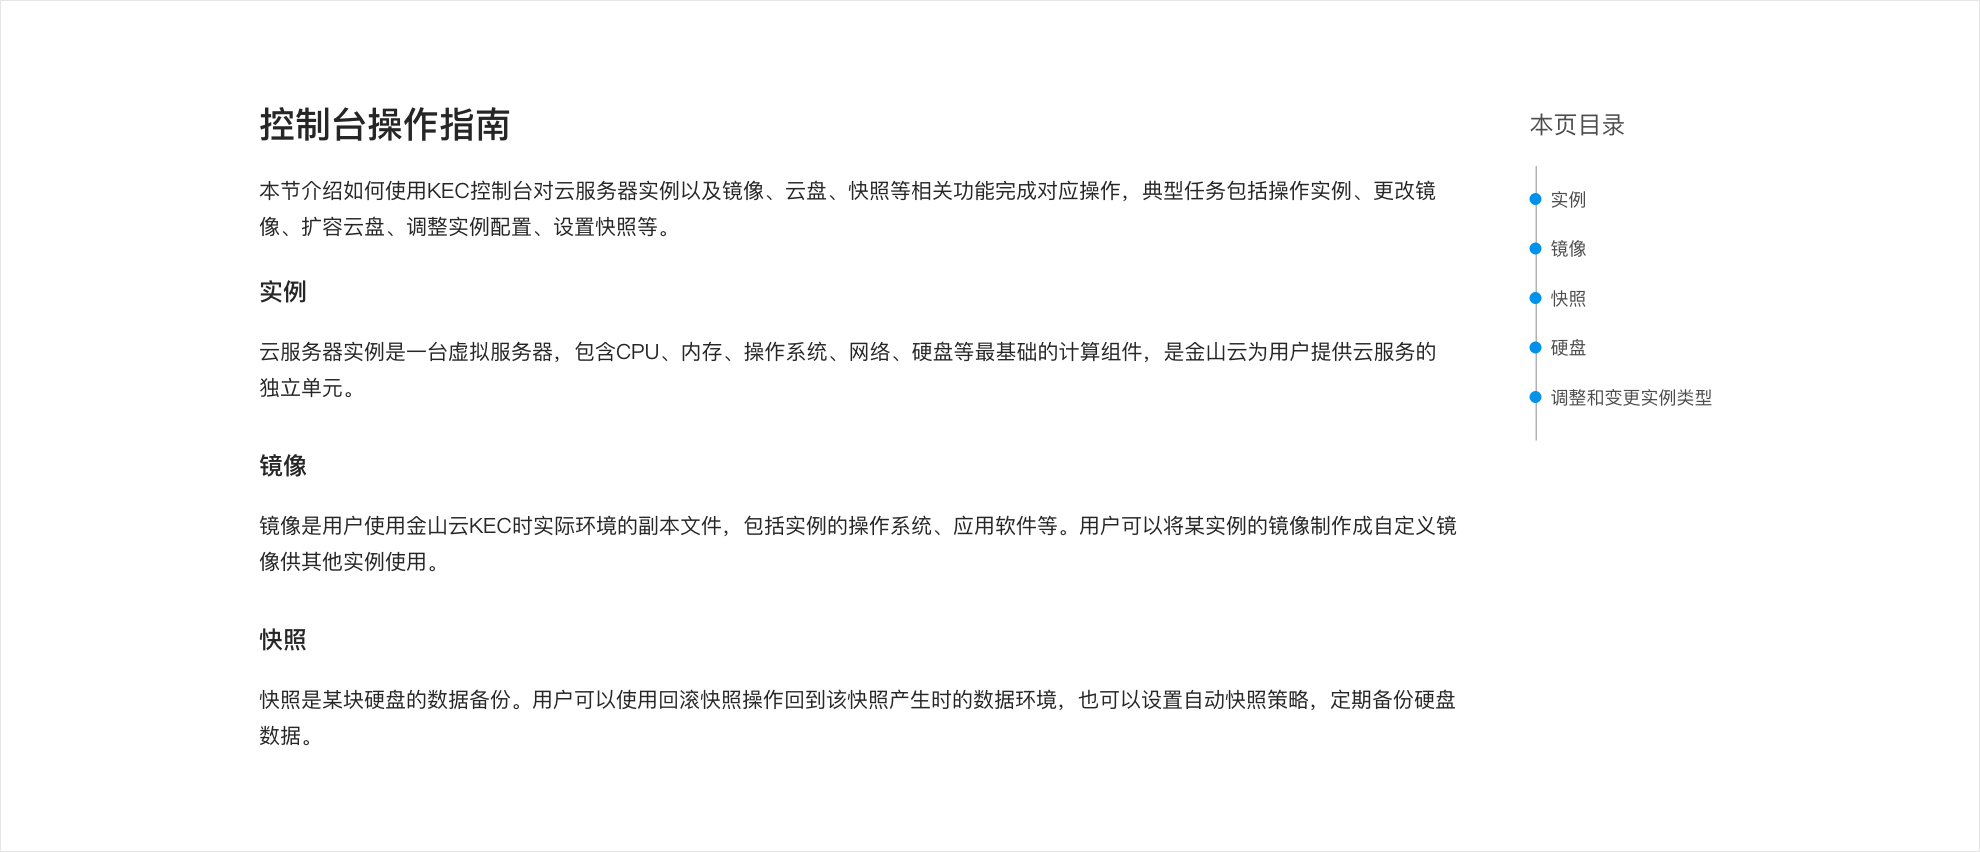 控制台操作指南
本节介绍如何使用KEC控制台对云服务器实例以及镜像、云盘、快照等相关功能完成对应操作，典型任务包括操作实例、更改镜
像、扩容云盘、调整实例配置、设置快照等。
实例
云服务器实例是一台虚拟服务器，包含CPU、内存、操作系统、网络、硬盘等最基础的计算组件，是金山云为用户提供云服务的
独立单元。
镜像
镜像是用户使用金山云KEC时实际环境的副本文件，包括实例的操作系统、应用软件等。用户可以将某实例的镜像制作成自定义镜
像供其他实例使用。
快照
快照是某块硬盘的数据备份。用户可以使用回滚快照操作回到该快照产生时的数据环境，也可以设置自动快照策略，定期备份硬盘
数据。
本页目录
实例
镜像
快照
硬盘
调整和变更实例类型